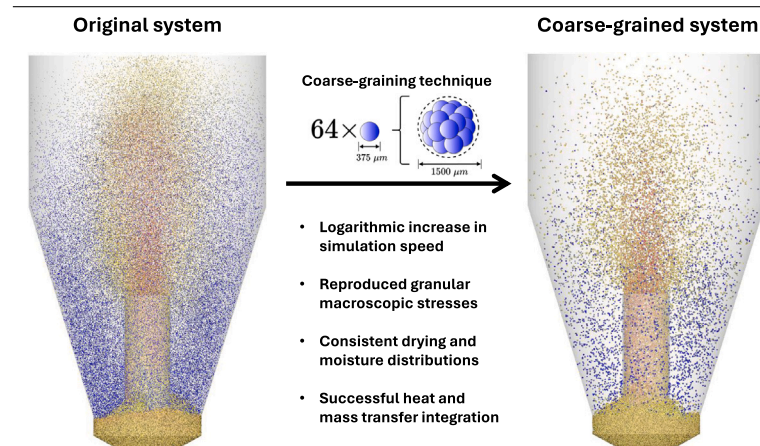 Original system
Coarse-grained system
Coarse-graining technique
64×
375 μm
1500 μm
• Logarithmic increase in
simulation speed
• Reproduced granular
macroscopic stresses
• Consistent drying and
moisture distributions
• Successful heat and
mass transfer integration